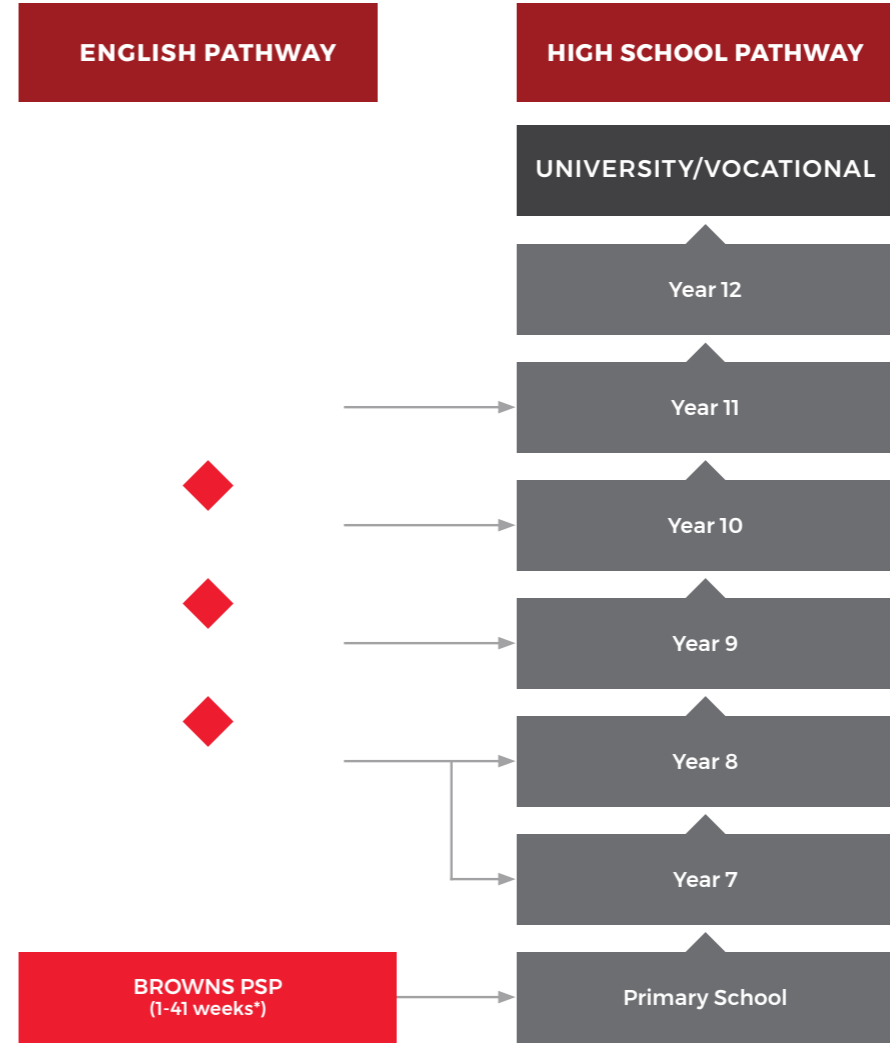 ENGLISH PATHWAY
HIGH SCHOOL PATHWAY
UNIVERSITY/VOCATIONAL
Year 12
Year 11
Year 10
Year 9
Year 8
Year 7
BROWNS PSP
(1-41 weeks*)
Primary School